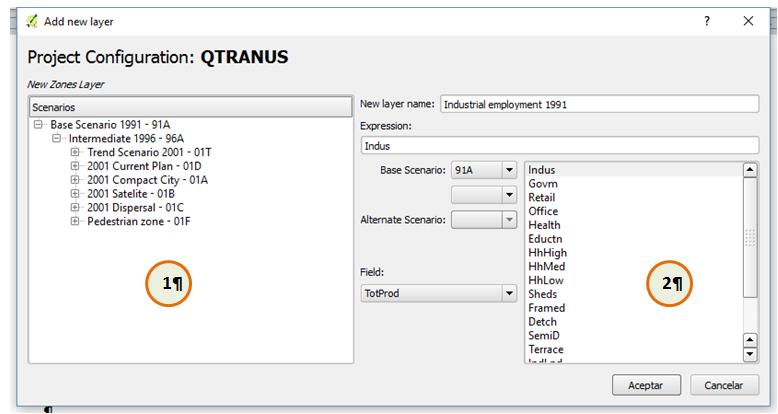 Add new layer
?
Project Configuration: QTRANUS
New Zones Layer
Scenarios
Base Scenario 1991 - 91A
Intermediate 1996 - 96A
Trend Scenario 2001 - 01T
2001 Current Plan - 01D
2001 Compact City - 01A
2001 Satelite - 01B
2001 Dispersal - 01C
Pedestrian zone - 01F
1¶
New layer name: Industrial employment 1991
Expression:
Indus
Base Scenario: 91A
Alternate Scenario:
Field:
TotProd
Indus
Govm
Retail
Office
Health
Eductn
HhHigh
HhMed
HhLow
Sheds
Framed
Detch
SemiD
Terrace
2¶
Aceptar
Cancelar
¶